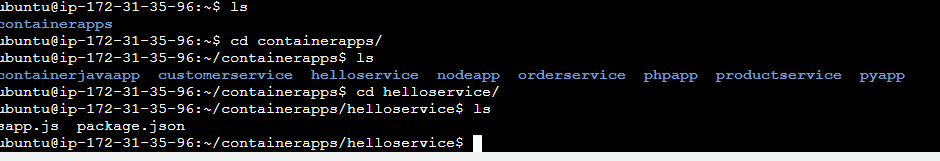 ubuntu@ip-172-31-35-96:~$ ls
containerapps
ubuntu@ip-172-31-35-96:~$ cd containerapps/
ubuntu@ip-172-31-35-96:~/containerapps$ ls
containerjavaapp  customerservice  helloservice  nodeapp  orderservice  phpapp  productservice  pyapp
ubuntu@ip-172-31-35-96:~/containerapps$ cd helloservice/
ubuntu@ip-172-31-35-96:~/containerapps/helloservice$ ls
sapp.js  package.json
ubuntu@ip-172-31-35-96:~/containerapps/helloservice$